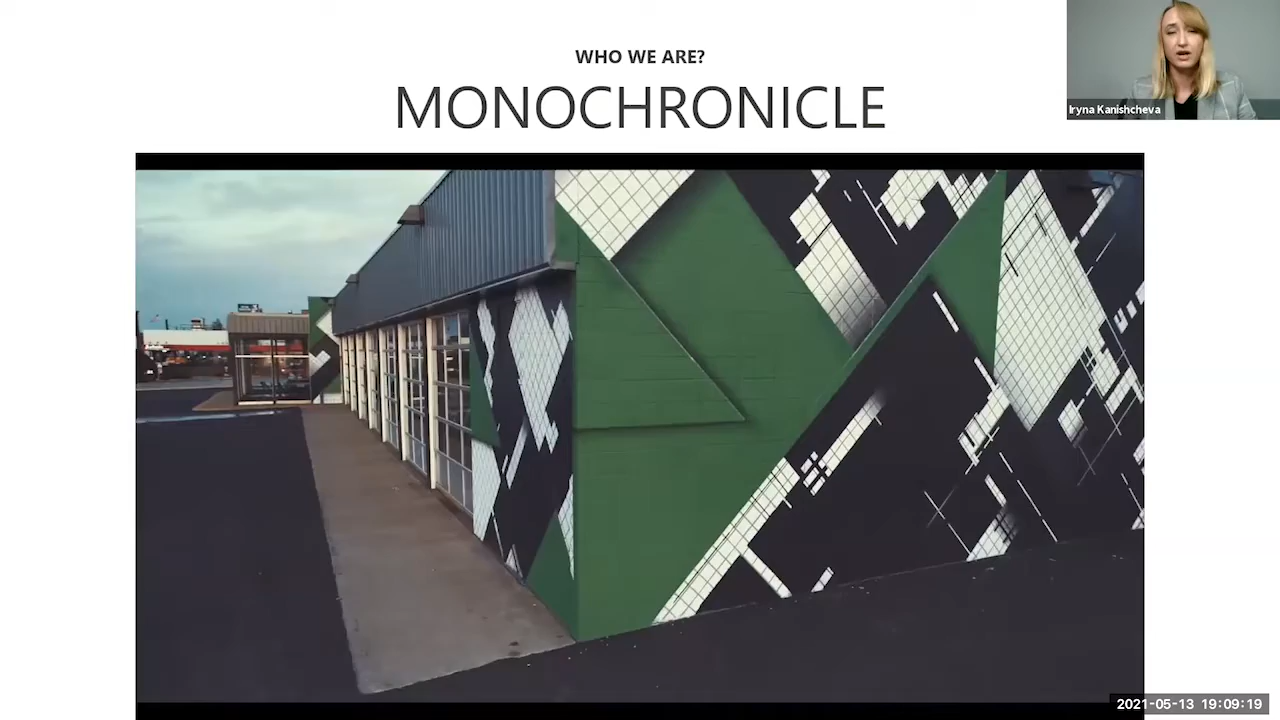 WHO WE ARE?
MONOCHRONICLE
Iryna Kanishcheva
2021-05-13 19:09:19